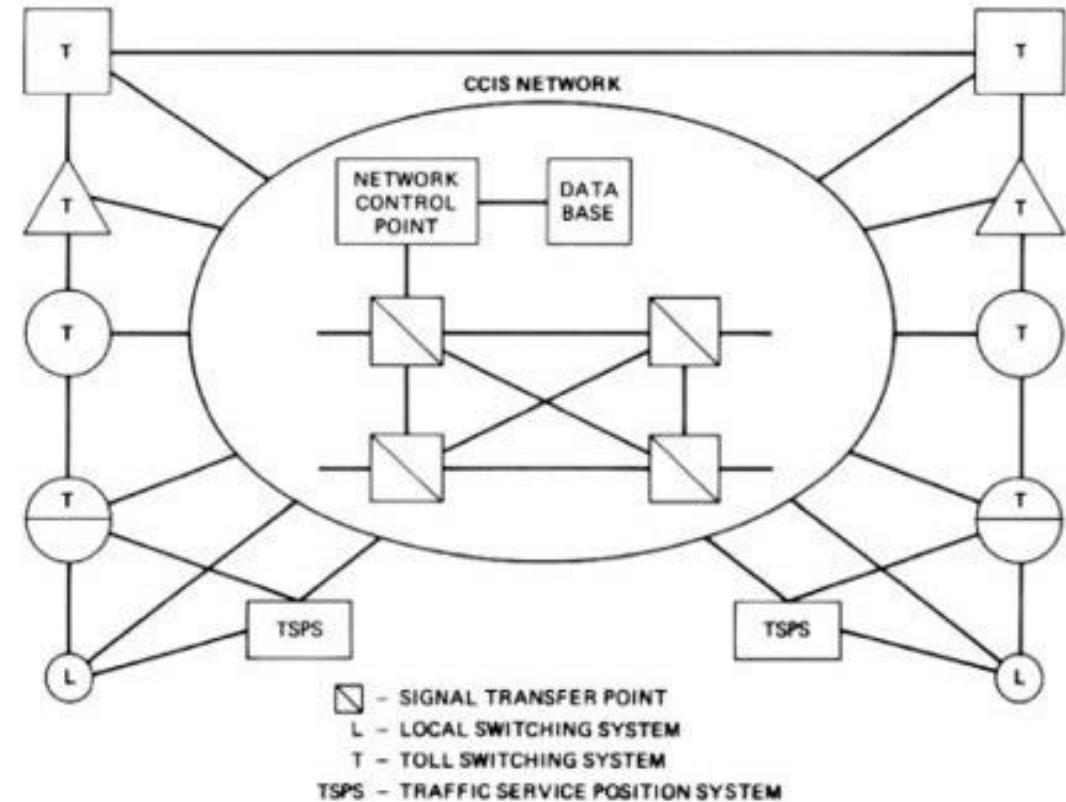 T
T
CCIS NETWORK
NETWORK
CONTROL
POINT
DATA
BASE
T
T
T
T
T
T
TSPS
TSPS
L
L
– SIGNAL TRANSFER POINT
L – LOCAL SWITCHING SYSTEM
T – TOLL SWITCHING SYSTEM
TSPS – TRAFFIC SERVICE POSITION SYSTEM